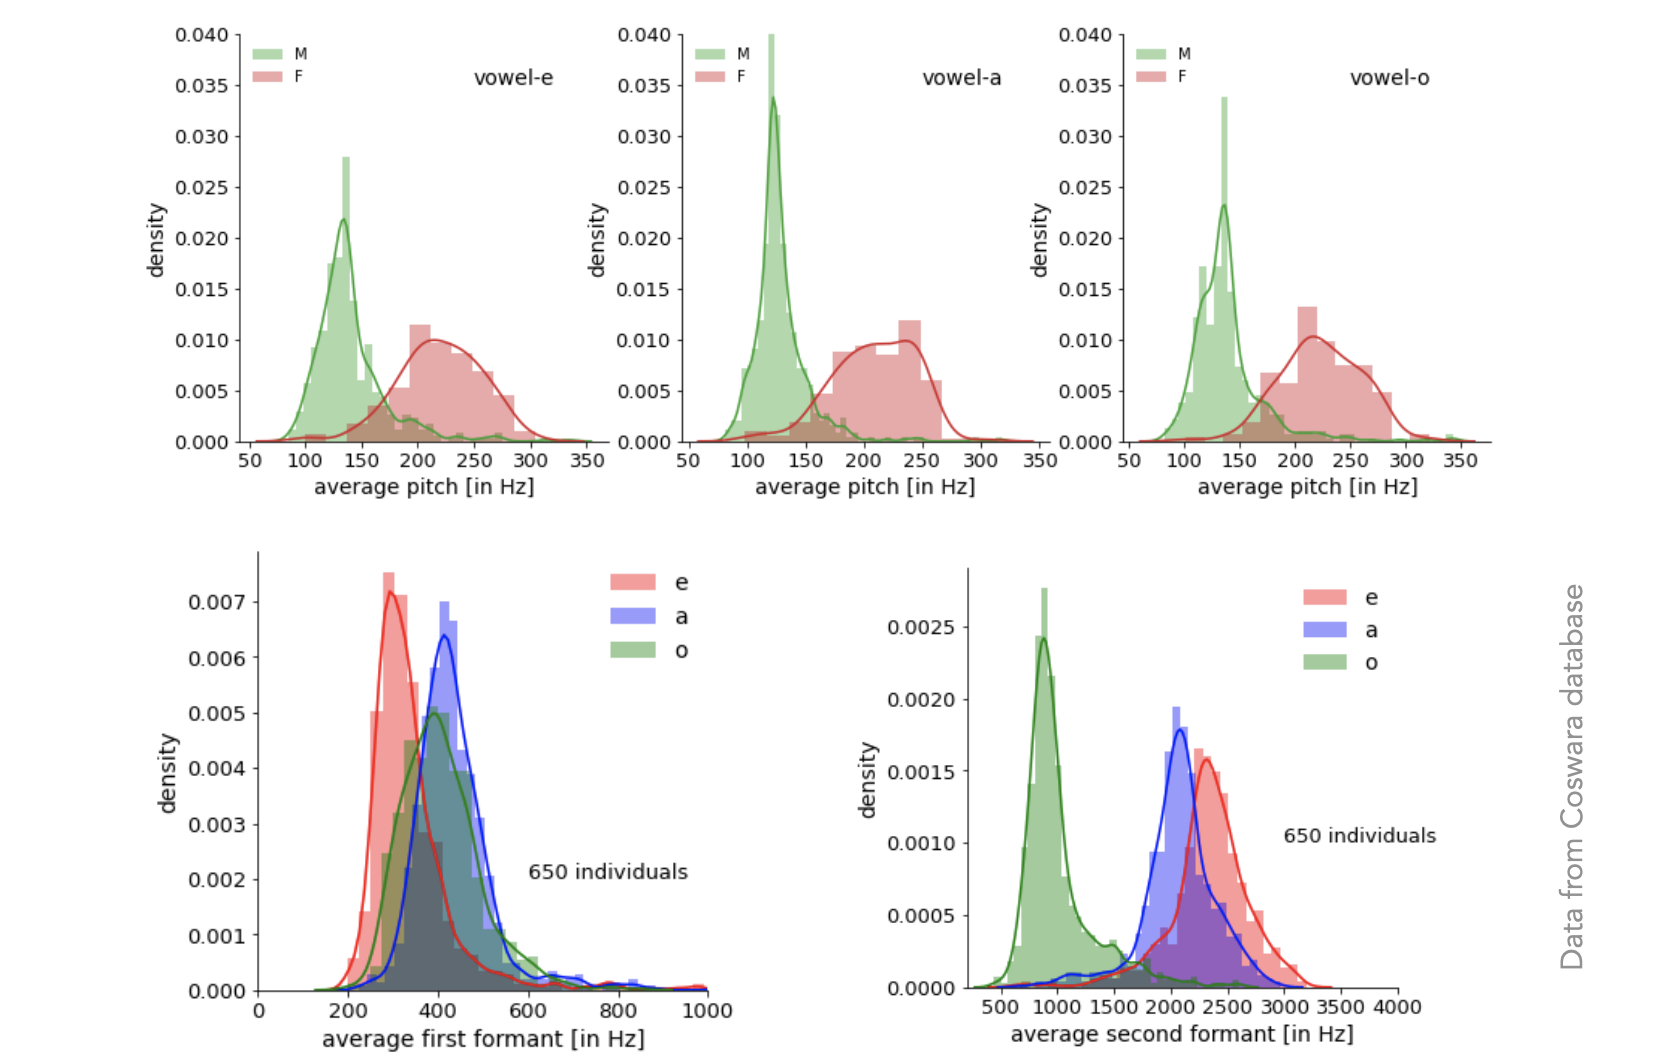 0.040
0.035
0.030
0.025
0.020
0.015
0.010
0.005
0.000
density
M
F
vowel-e
50 100 150 200 250 300 350
average pitch [in Hz]
0.040
0.035
0.030
0.025
0.020
0.015
0.010
0.005
0.000
density
M
F
vowel-a
50 100 150 200 250 300 350
average pitch [in Hz]
0.040
0.035
0.030
0.025
0.020
0.015
0.010
0.005
0.000
density
M
F
vowel-o
50 100 150 200 250 300 350
average pitch [in Hz]
0.007
0.006
0.005
0.004
0.003
0.002
0.001
0.000
density
e
a
o
650 individuals
0 200 400 600 800 1000
average first formant [in Hz]
0.0025
0.0020
0.0015
0.0010
0.0005
0.0000
density
e
a
o
650 individuals
500 1000 1500 2000 2500 3000 3500 4000
average second formant [in Hz]
Data from Coswara database